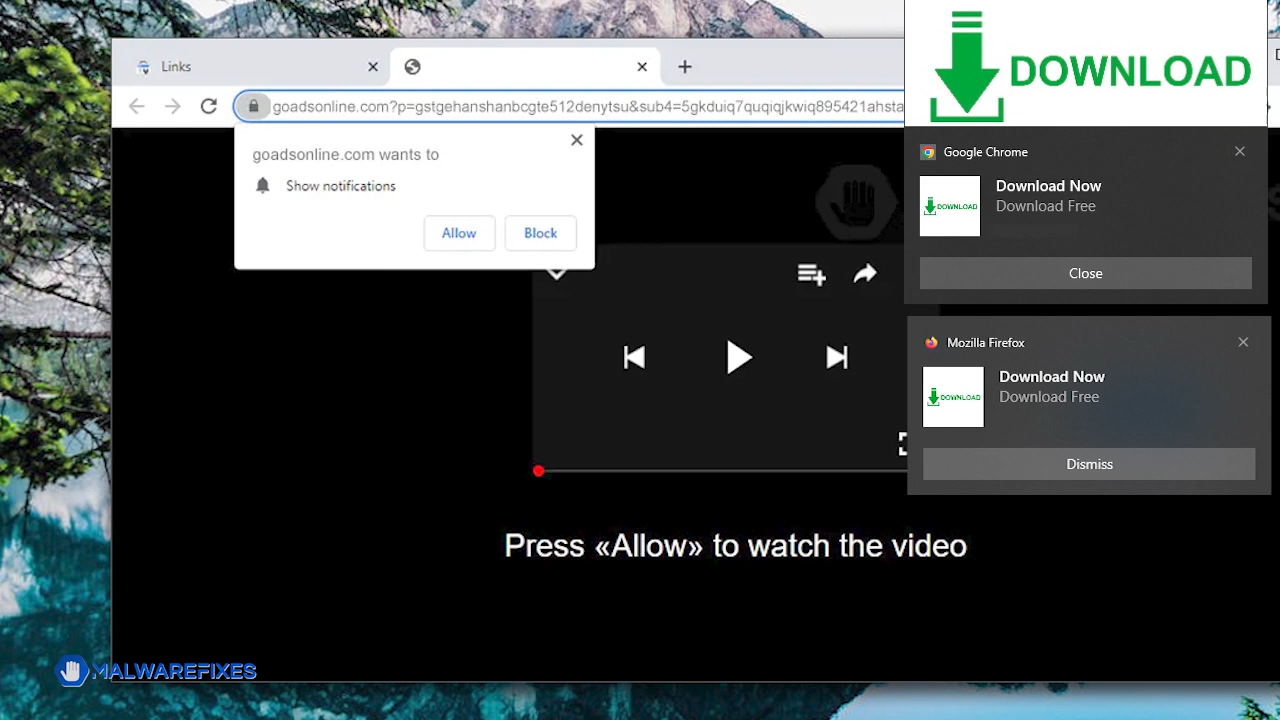 Links
goadsonline.com?p=gstgehanshanbcgte512denytsu&sub4=5gkduiq7quqiqjkwiq895421ahsta
goadsonline.com wants to
Show notifications
Allow
Block
DOWNLOAD
Google Chrome
DOWNLOAD
Download Now
Download Free
Close
Mozilla Firefox
DOWNLOAD
Download Now
Download Free
Dismiss
Press «Allow» to watch the video
MALWAREFIXES